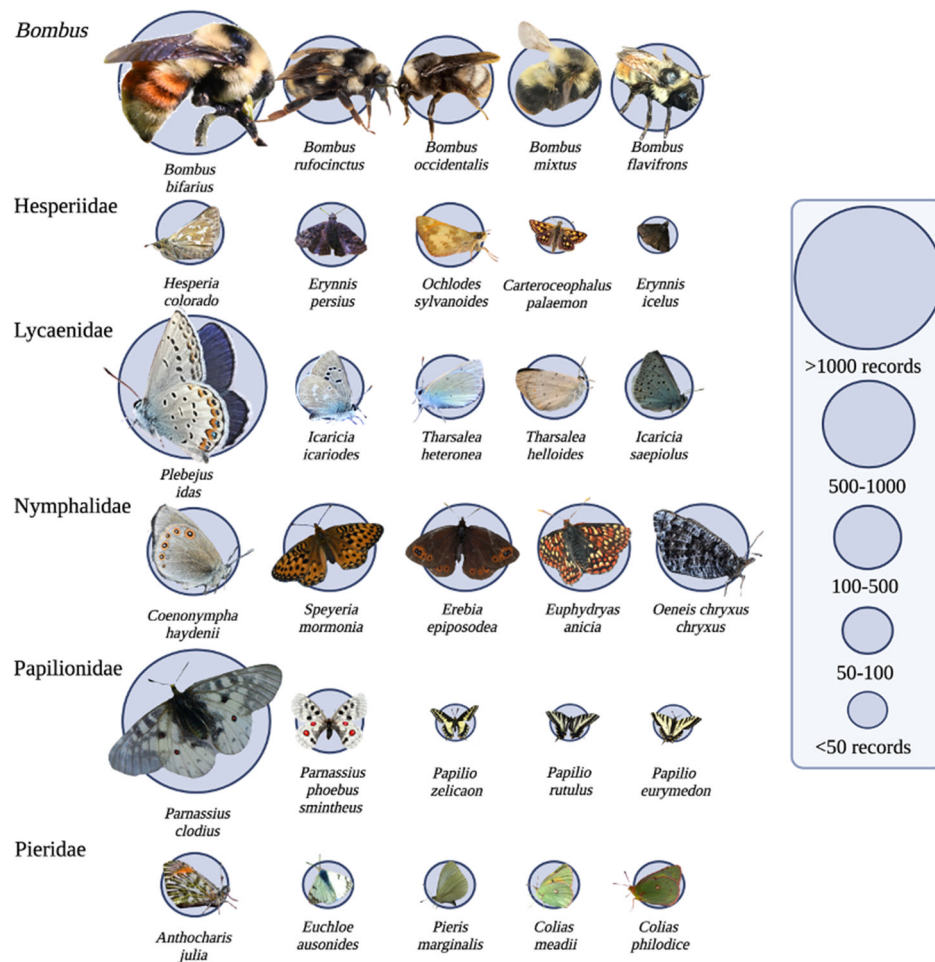 Bombus
Bombus
bifarius
Bombus
rufocinctus
Bombus
occidentalis
Bombus
mixtus
Bombus
flavifrons
Hesperiidae
Hesperia
colorado
Erynnis
persius
Ochlodes
sylvanoides
Carteroceophalus
palaemon
Erynnis
icelus
Lycaenidae
Plebejus
idas
Icaricia
icariodes
Tharsalea
heteronea
Tharsalea
helloides
Icaricia
saepiolus
Nymphalidae
Coenonympha
haydenii
Speyeria
mormonia
Erebia
epiposodea
Euphydryas
anicia
Oeneis chryxus
chryxus
Papilionidae
Parnassius
clodius
Parnassius
phoebus
smintheus
Papilio
zelicaon
Papilio
rutulus
Papilio
eurymedon
Pieridae
Anthocharis
julia
Euchloe
ausonides
Pieris
marginalis
Colias
meadii
Colias
philodice
>1000 records
500-1000
100-500
50-100
<50 records